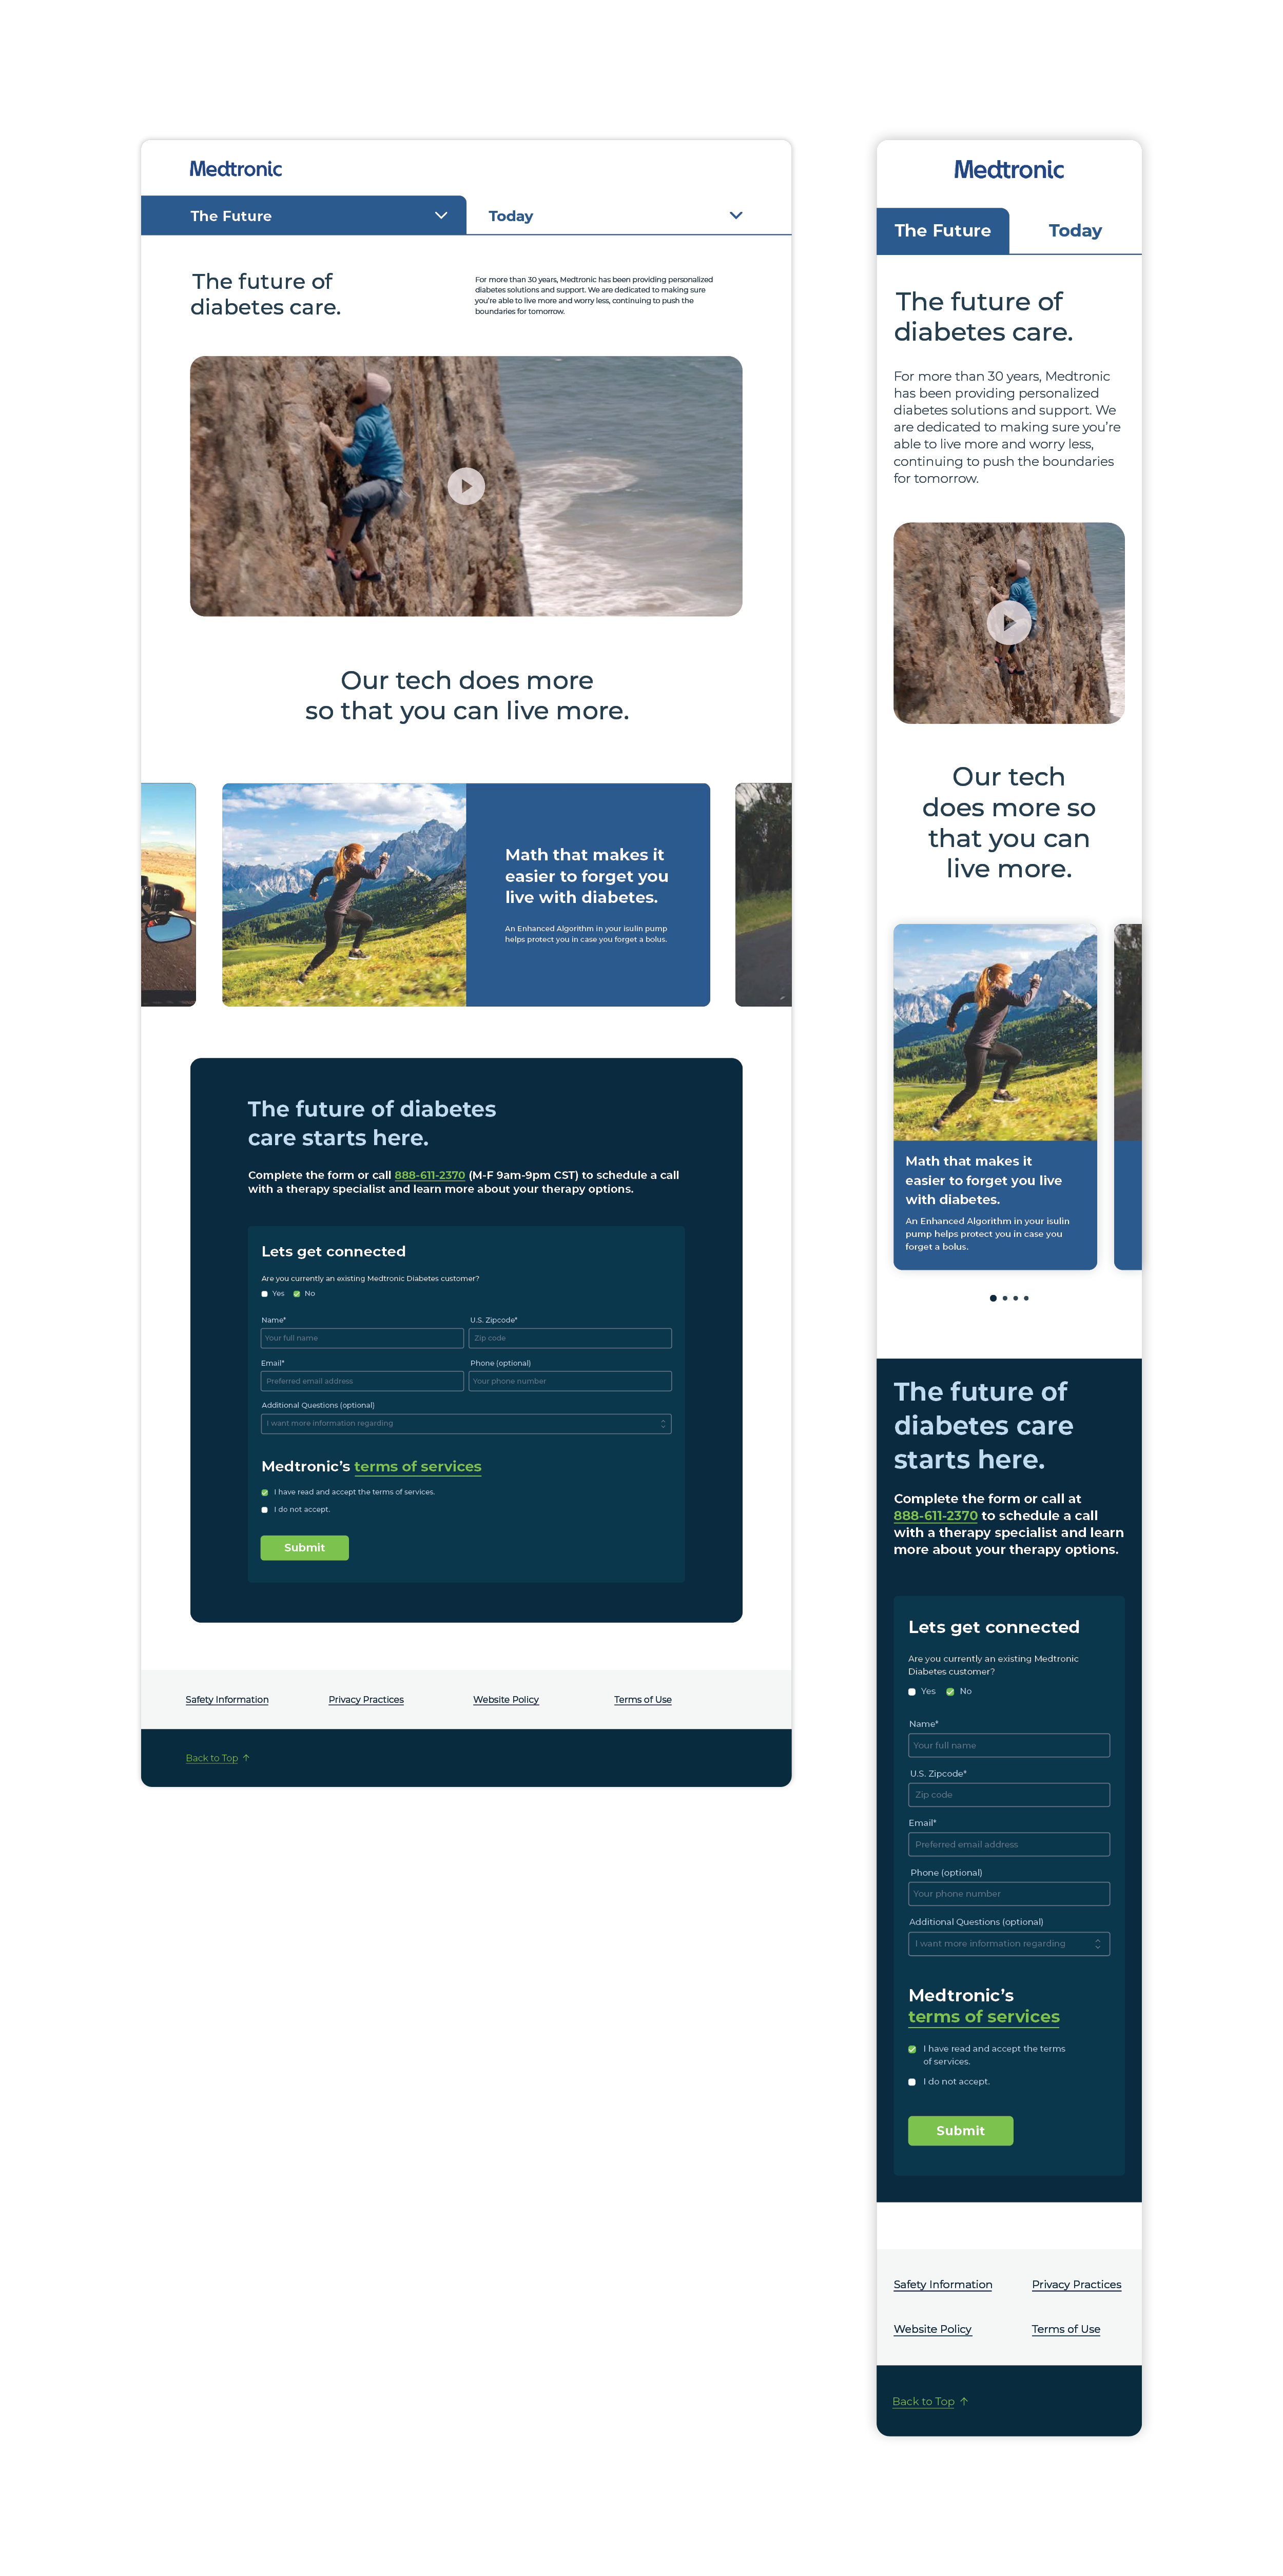 Medtronic
The Future
Today
The future of
diabetes care.
For more than 30 years, Medtronic has been providing personalized
diabetes solutions and support. We are dedicated to making sure
you're able to live more and worry less, continuing to push the
boundaries for tomorrow.
Our tech does more
so that you can live more.
Math that makes it
easier to forget you
live with diabetes.
An Enhanced Algorithm in your isulin pump
helps protect you in case you forget a bolus.
The future of diabetes
care starts here.
Complete the form or call 888-611-2370 (M-F 9am-9pm CST) to schedule a call
with a therapy specialist and learn more about your therapy options.
Lets get connected
Are you currently an existing Medtronic Diabetes customer?
Yes No
Name* U.S. Zipcode*
Your full name Zip code
Email* Phone (optional)
Preferred email address Your phone number
Additional Questions (optional)
I want more information regarding
Medtronic's terms of services
I have read and accept the terms of services.
I do not accept.
Submit
Safety Information Privacy Practices Website Policy Terms of Use
Back to Top ↑
Medtronic
The Future Today
The future of
diabetes care.
For more than 30 years, Medtronic
has been providing personalized
diabetes solutions and support. We
are dedicated to making sure you're
able to live more and worry less,
continuing to push the boundaries
for tomorrow.
Our tech
does more so
that you can
live more.
Math that makes it
easier to forget you live
with diabetes.
An Enhanced Algorithm in your isulin
pump helps protect you in case you
forget a bolus.
The future of
diabetes care
starts here.
Complete the form or call at
888-611-2370 to schedule a call
with a therapy specialist and learn
more about your therapy options.
Lets get connected
Are you currently an existing Medtronic
Diabetes customer?
Yes No
Name*
Your full name
U.S. Zipcode*
Zip code
Email*
Preferred email address
Phone (optional)
Your phone number
Additional Questions (optional)
I want more information regarding
Medtronic's
terms of services
I have read and accept the terms
of services.
I do not accept.
Submit
Safety Information Privacy Practices
Website Policy Terms of Use
Back to Top ↑